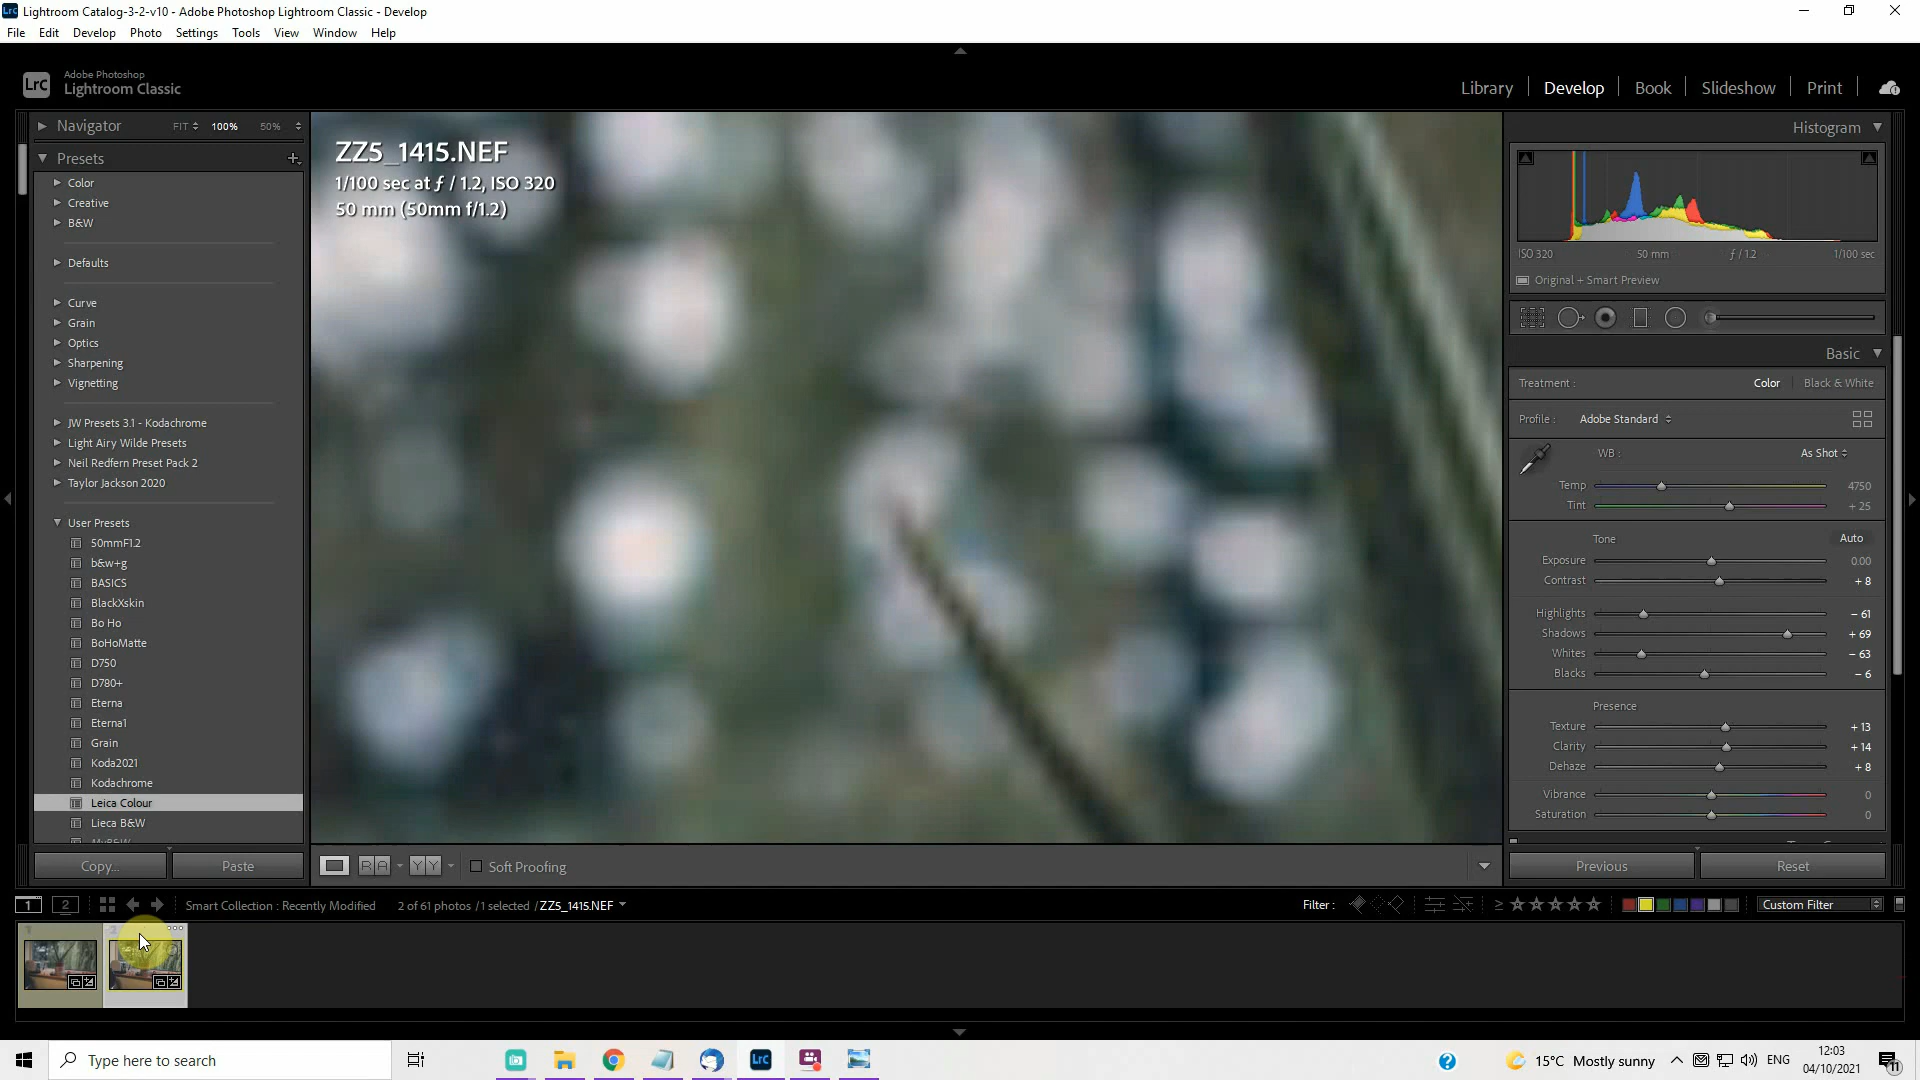 Lightroom Catalog-3-2-v10 - Adobe Photoshop Lightroom Classic - Develop
File Edit Develop Photo Settings Tools View Window Help
LrC
Adobe Photoshop
Lightroom Classic
Library Develop Book Slideshow Print
Navigator FIT 100% 50%
Presets
Color
Creative
B&W
Defaults
Curve
Grain
Optics
Sharpening
Vignetting
JW Presets 3.1 - Kodachrome
Light Airy Wilde Presets
Neil Redfern Preset Pack 2
Taylor Jackson 2020
User Presets
50mmF1.2
b&w+g
BASICS
BlackXskin
Bo Ho
BoHoMatte
D750
D780+
Eterna
Eterna1
Grain
Koda2021
Kodachrome
Leica Colour
Lieca B&W
MyB&W
Copy... Paste
ZZ5_1415.NEF
1/100 sec at ƒ / 1.2, ISO 320
50 mm (50mm f/1.2)
Histogram
ISO 320 50 mm ƒ / 1.2 1/100 sec
Original + Smart Preview
Basic
Treatment : Color Black & White
Profile : Adobe Standard
WB : As Shot
Temp 4750
Tint + 25
Tone Auto
Exposure 0.00
Contrast + 8
Highlights – 61
Shadows + 69
Whites – 63
Blacks – 6
Presence
Texture + 13
Clarity + 14
Dehaze + 8
Vibrance 0
Saturation 0
Previous Reset
R A Y Y Soft Proofing
1 2 Smart Collection : Recently Modified 2 of 61 photos / 1 selected / ZZ5_1415.NEF Filter : ≥ Custom Filter
1
2
Type here to search
LrC
15°C Mostly sunny ENG
12:03
04/10/2021
11